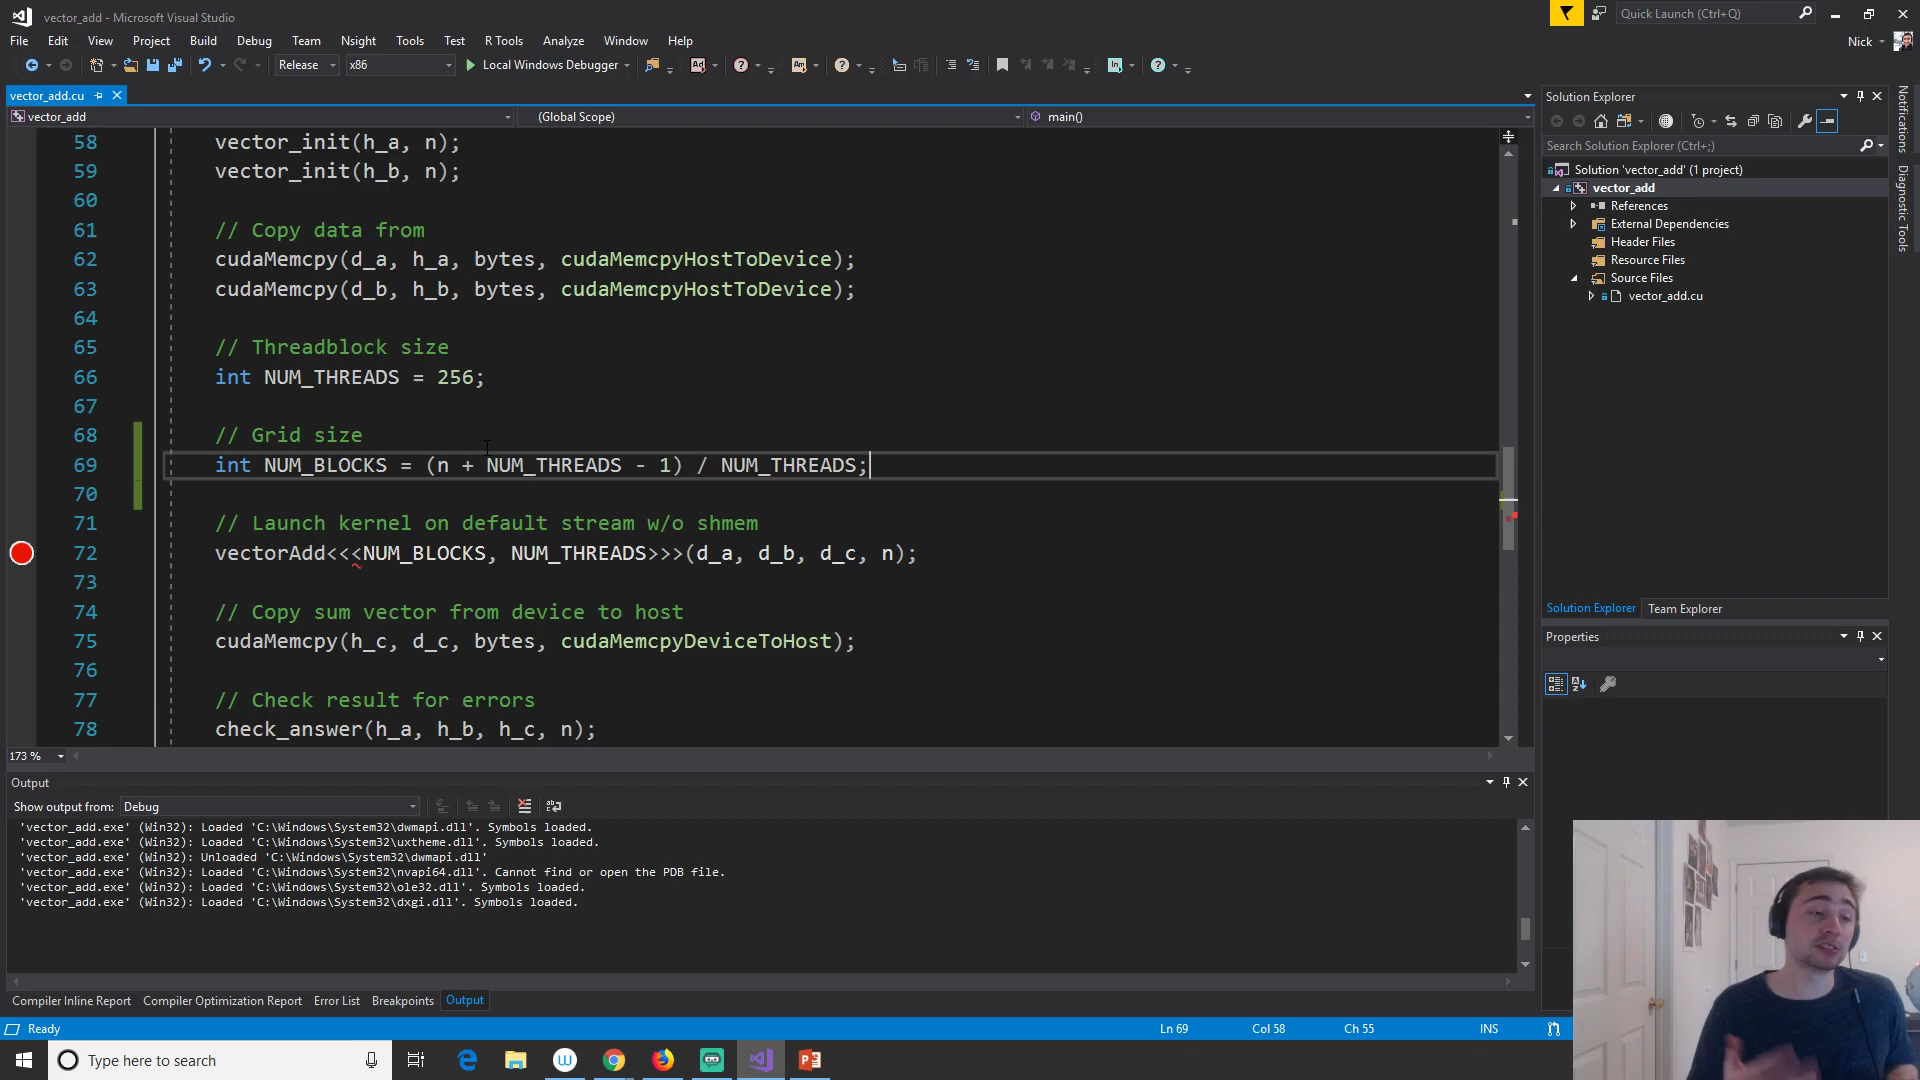 vector_add - Microsoft Visual Studio
Quick Launch (Ctrl+Q)
File Edit View Project Build Debug Team Nsight Tools Test R Tools Analyze Window Help
Nick
Release x86 Local Windows Debugger
vector_add.cu
vector_add (Global Scope) main()
58 vector_init(h_a, n);
59 vector_init(h_b, n);
60
61 // Copy data from
62 cudaMemcpy(d_a, h_a, bytes, cudaMemcpyHostToDevice);
63 cudaMemcpy(d_b, h_b, bytes, cudaMemcpyHostToDevice);
64
65 // Threadblock size
66 int NUM_THREADS = 256;
67
68 // Grid size
69 int NUM_BLOCKS = (n + NUM_THREADS - 1) / NUM_THREADS;
70
71 // Launch kernel on default stream w/o shmem
72 vectorAdd<<<NUM_BLOCKS, NUM_THREADS>>>(d_a, d_b, d_c, n);
73
74 // Copy sum vector from device to host
75 cudaMemcpy(h_c, d_c, bytes, cudaMemcpyDeviceToHost);
76
77 // Check result for errors
78 check_answer(h_a, h_b, h_c, n);
173 %
Output
Show output from: Debug
'vector_add.exe' (Win32): Loaded 'C:\Windows\System32\dwmapi.dll'. Symbols loaded.
'vector_add.exe' (Win32): Loaded 'C:\Windows\System32\uxtheme.dll'. Symbols loaded.
'vector_add.exe' (Win32): Unloaded 'C:\Windows\System32\dwmapi.dll'
'vector_add.exe' (Win32): Loaded 'C:\Windows\System32\nvapi64.dll'. Cannot find or open the PDB file.
'vector_add.exe' (Win32): Loaded 'C:\Windows\System32\ole32.dll'. Symbols loaded.
'vector_add.exe' (Win32): Loaded 'C:\Windows\System32\dxgi.dll'. Symbols loaded.
Compiler Inline Report Compiler Optimization Report Error List Breakpoints Output
Solution Explorer
Search Solution Explorer (Ctrl+;)
Solution 'vector_add' (1 project)
vector_add
References
External Dependencies
Header Files
Resource Files
Source Files
vector_add.cu
Solution Explorer Team Explorer
Properties
Notifications
Diagnostic Tools
Ready Ln 69 Col 58 Ch 55 INS
Type here to search